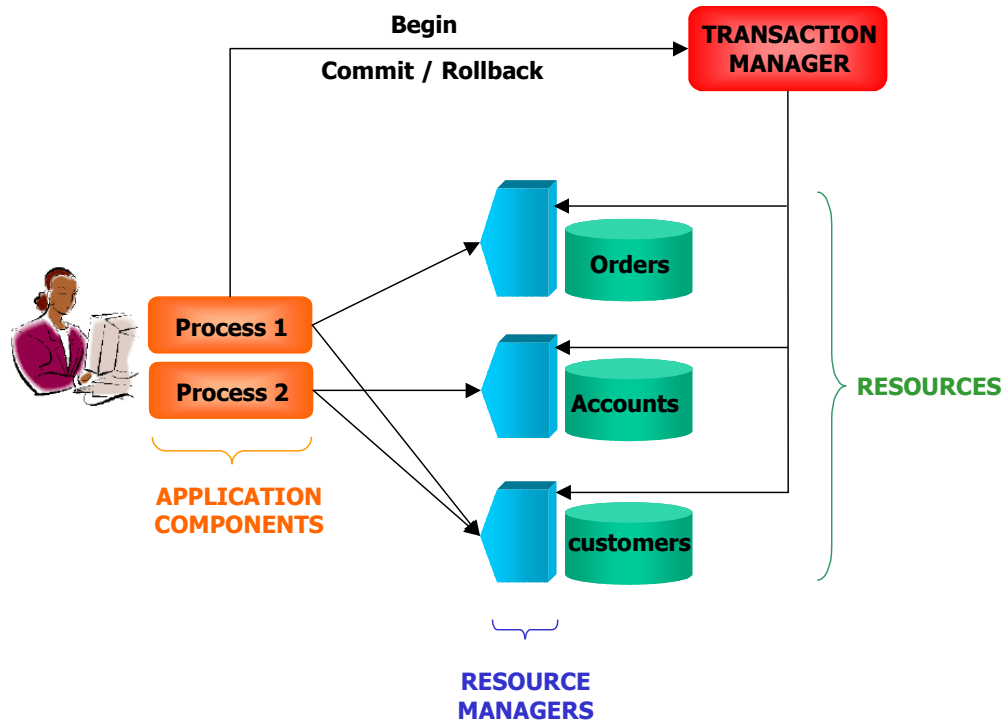 Begin
Commit / Rollback
TRANSACTION
MANAGER
Orders
Process 1
Process 2
Accounts
RESOURCES
APPLICATION
COMPONENTS
customers
RESOURCE
MANAGERS